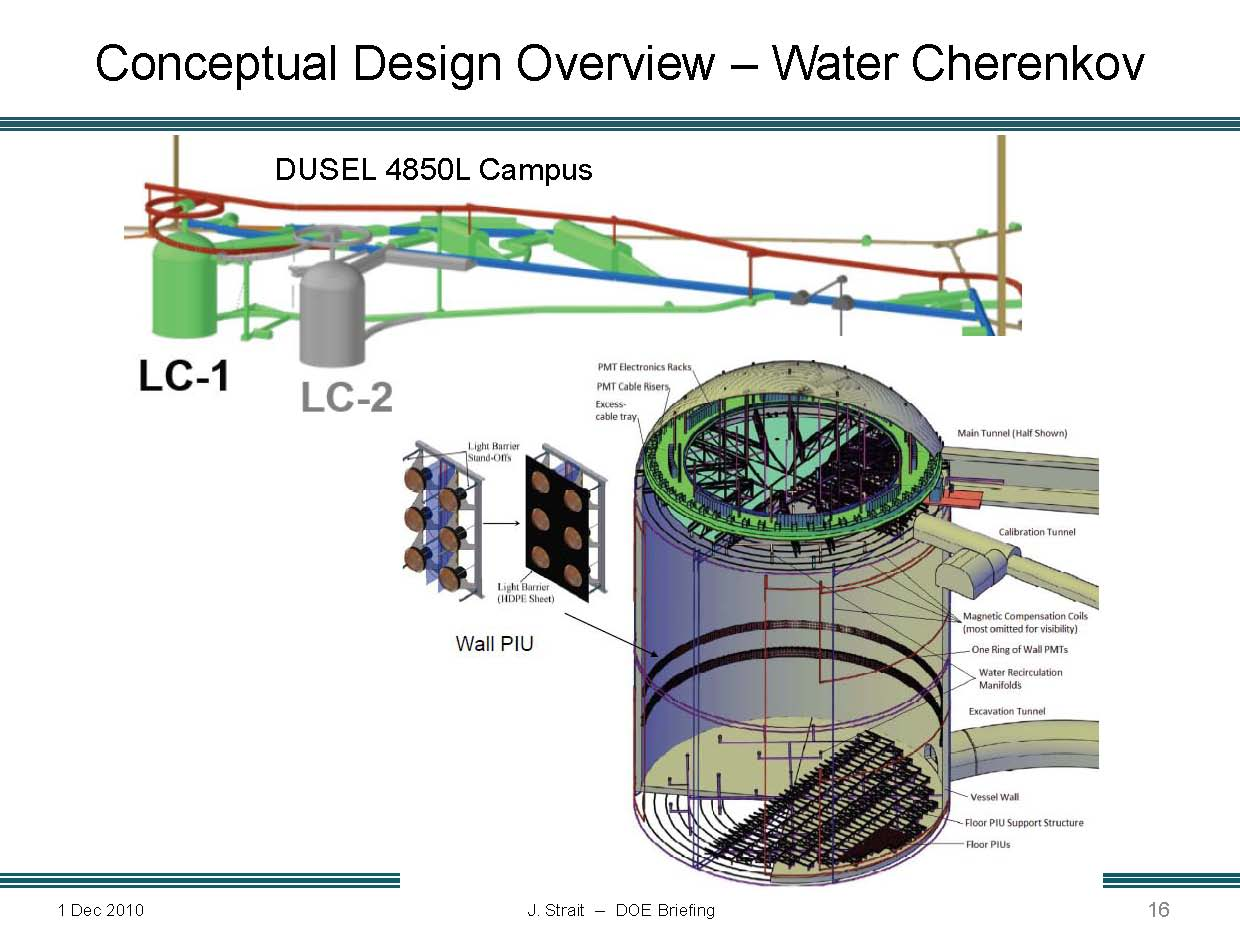 Conceptual Design Overview – Water Cherenkov
DUSEL 4850L Campus
LC-1
LC-2
Light Barrier
Stand-Offs
Light Barrier
(HDPE Sheet)
Wall PIU
PMT Electronics Racks
PMT Cable Risers
Excess-
cable tray
Main Tunnel (Half Shown)
Calibration Tunnel
Magnetic Compensation Coils
(most omitted for visibility)
One Ring of Wall PMTs
Water Recirculation
Manifolds
Excavation Tunnel
Vessel Wall
Floor PIU Support Structure
Floor PIUs
1 Dec 2010
J. Strait – DOE Briefing
16